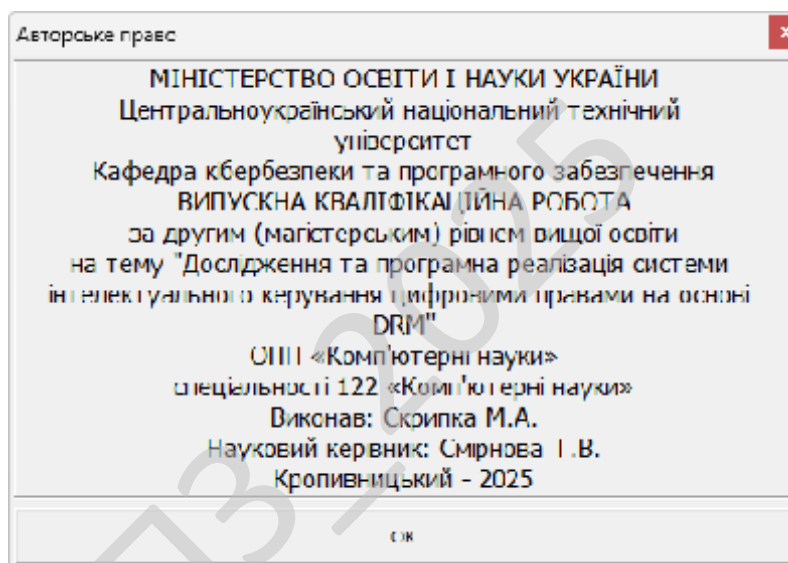 Авторське право
МІНІСТЕРСТВО ОСВІТИ І НАУКИ УКРАЇНИ
Центральноукраїнський національний технічний
університет
Кафедра кібербезпеки та програмного забезпечення
ВИПУСКНА КВАЛІФІКАЦІЙНА РОБОТА
за другим (магістерським) рівнем вищої освіти
на тему "Дослідження та програмна реалізація системи
інтелектуального керування цифровими правами на основі
DRM"
ОПП «Комп'ютерні науки»
спеціальності 122 «Комп'ютерні науки»
Виконав: Скрипка М.А.
Науковий керівник: Смірнова Т.В.
Кропивницький - 2025
ОК